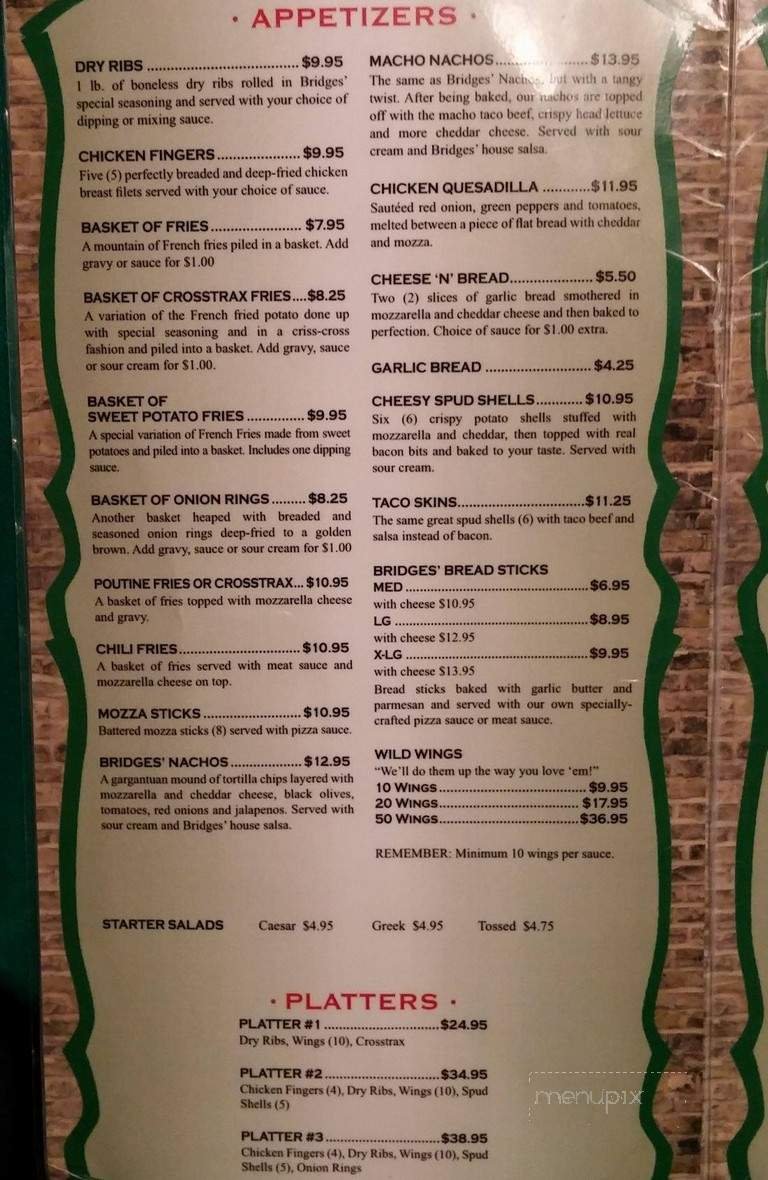 · APPETIZERS ·
DRY RIBS ................................... $9.95
1 lb. of boneless dry ribs rolled in Bridges'
special seasoning and served with your choice of
dipping or mixing sauce.
CHICKEN FINGERS ...................... $9.95
Five (5) perfectly breaded and deep-fried chicken
breast filets served with your choice of sauce.
BASKET OF FRIES ........................ $7.95
A mountain of French fries piled in a basket. Add
gravy or sauce for $1.00
BASKET OF CROSSTRAX FRIES....$8.25
A variation of the French fried potato done up
with special seasoning and in a criss-cross
fashion and piled into a basket. Add gravy, sauce
or sour cream for $1.00.
BASKET OF
SWEET POTATO FRIES ............... $9.95
A special variation of French Fries made from sweet
potatoes and piled into a basket. Includes one dipping
sauce.
BASKET OF ONION RINGS ......... $8.25
Another basket heaped with breaded and
seasoned onion rings deep-fried to a golden
brown. Add gravy, sauce or sour cream for $1.00
POUTINE FRIES OR CROSSTRAX... $10.95
A basket of fries topped with mozzarella cheese
and gravy.
CHILI FRIES............................. $10.95
A basket of fries served with meat sauce and
mozzarella cheese on top.
MOZZA STICKS ........................ $10.95
Battered mozza sticks (8) served with pizza sauce.
BRIDGES' NACHOS .................. $12.95
A gargantuan mound of tortilla chips layered with
mozzarella and cheddar cheese, black olives,
tomatoes, red onions and jalapenos. Served with
sour cream and Bridges' house salsa.
MACHO NACHOS...................... $13.95
The same as Bridges' Nachos, but with a tangy
twist. After being baked, our nachos are topped
off with the macho taco beef, crispy head lettuce
and more cheddar cheese. Served with sour
cream and Bridges' house salsa.
CHICKEN QUESADILLA ............$11.95
Sautéed red onion, green peppers and tomatoes,
melted between a piece of flat bread with cheddar
and mozza.
CHEESE 'N' BREAD...................... $5.50
Two (2) slices of garlic bread smothered in
mozzarella and cheddar cheese and then baked to
perfection. Choice of sauce for $1.00 extra.
GARLIC BREAD .......................... $4.25
CHEESY SPUD SHELLS............ $10.95
Six (6) crispy potato shells stuffed with
mozzarella and cheddar, then topped with real
bacon bits and baked to your taste. Served with
sour cream.
TACO SKINS..............................$11.25
The same great spud shells (6) with taco beef and
salsa instead of bacon.
BRIDGES' BREAD STICKS
MED ............................................ $6.95
with cheese $10.95
LG ............................................... $8.95
with cheese $12.95
X-LG ............................................ $9.95
with cheese $13.95
Bread sticks baked with garlic butter and
parmesan and served with our own specially-
crafted pizza sauce or meat sauce.
WILD WINGS
"We'll do them up the way you love 'em!"
10 WINGS................................... $9.95
20 WINGS................................. $17.95
50 WINGS.................................$36.95
REMEMBER: Minimum 10 wings per sauce.
STARTER SALADS Caesar $4.95 Greek $4.95 Tossed $4.75
· PLATTERS ·
PLATTER #1 .............................$24.95
Dry Ribs, Wings (10), Crosstrax
PLATTER #2 .............................$34.95
Chicken Fingers (4), Dry Ribs, Wings (10), Spud
Shells (5)
PLATTER #3 .............................$38.95
Chicken Fingers (4), Dry Ribs, Wings (10), Spud
Shells (5), Onion Rings
menupix